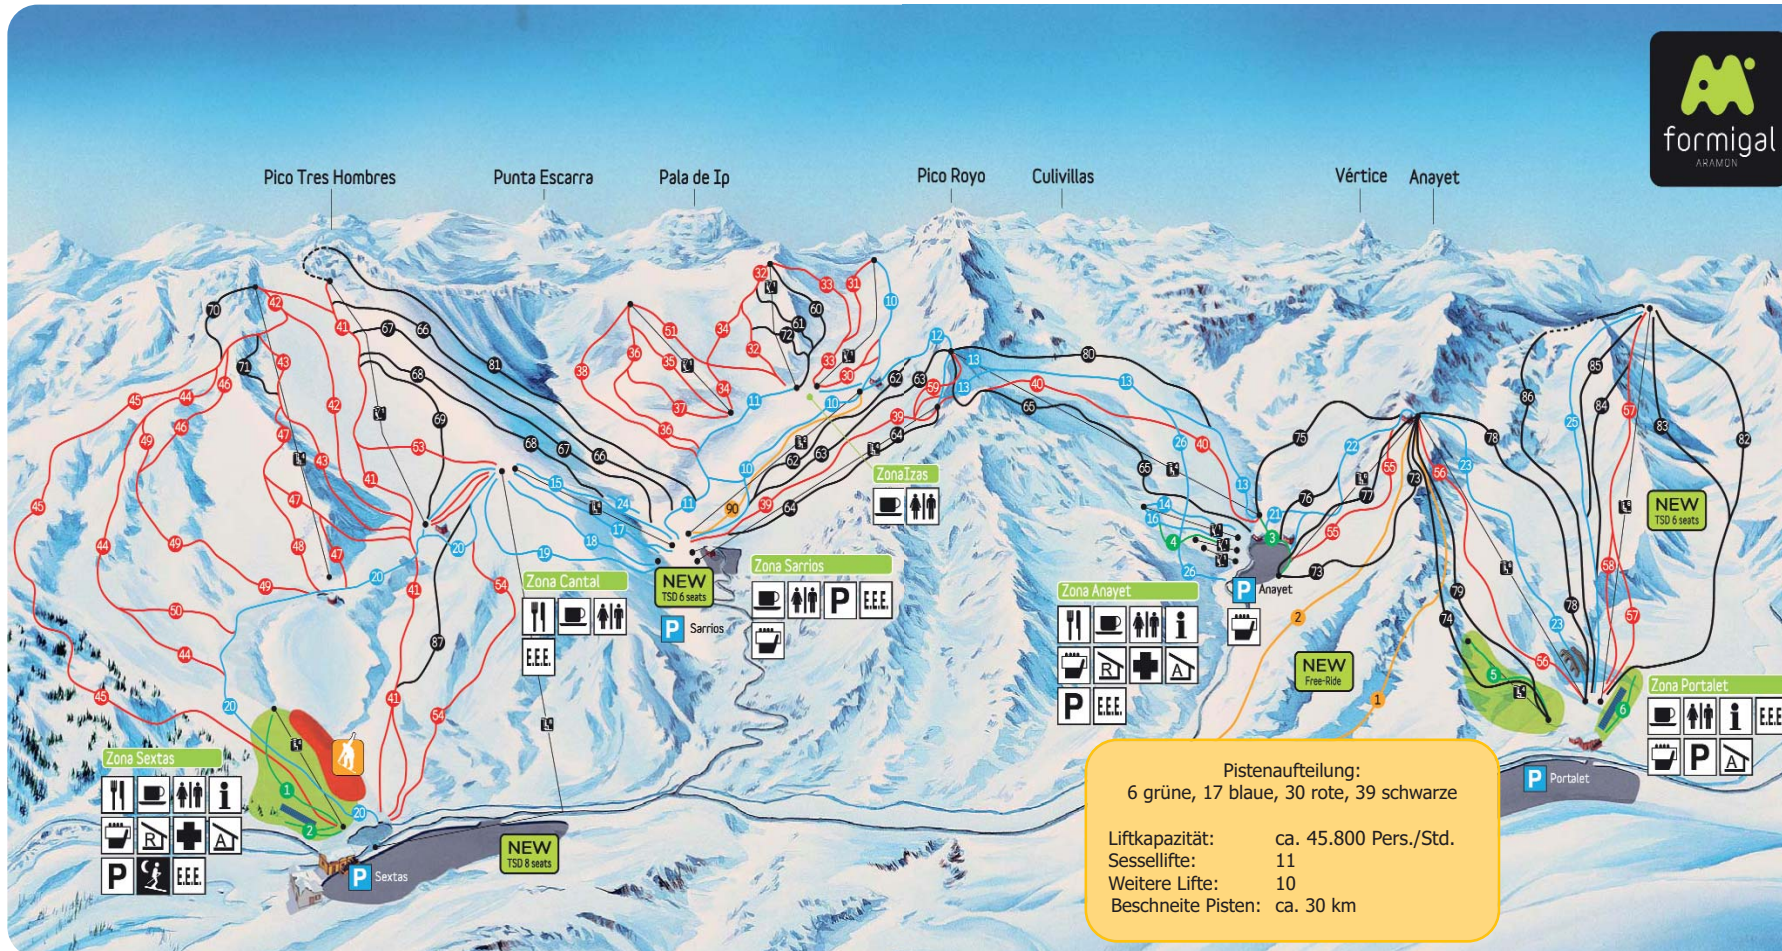 formigal
ARAMON
Pico Tres Hombres
Punta Escarra
Pala de Ip
Pico Royo
Culivillas
Vértice
Anayet
ZonaIzas
Zona Cantal
E.E.E.
NEW
TSD 6 seats
P Sarrios
Zona Sarrios
P
E.E.E.
Zona Anayet
i
R
A
P
E.E.E.
P Anayet
NEW
Free-Ride
NEW
TSD 6 seats
Zona Portalet
i
E.E.E.
P
A
P Portalet
Zona Sextas
i
R
A
P
E.E.E.
P Sextas
NEW
TSD 8 seats
Pistenaufteilung:
6 grüne, 17 blaue, 30 rote, 39 schwarze
Liftkapazität: ca. 45.800 Pers./Std.
Sessellifte: 11
Weitere Lifte: 10
Beschneite Pisten: ca. 30 km